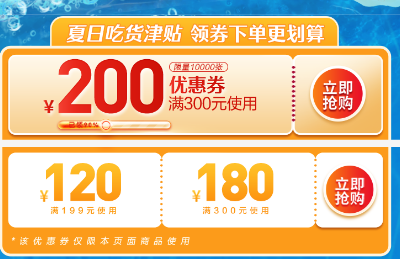 夏日吃货津贴 领券下单更划算
限量10000张
¥200 优惠券
满300元使用
立即
抢购
¥120
满199元使用
¥180
满300元使用
立即
抢购
*该优惠券仅限本页面商品使用